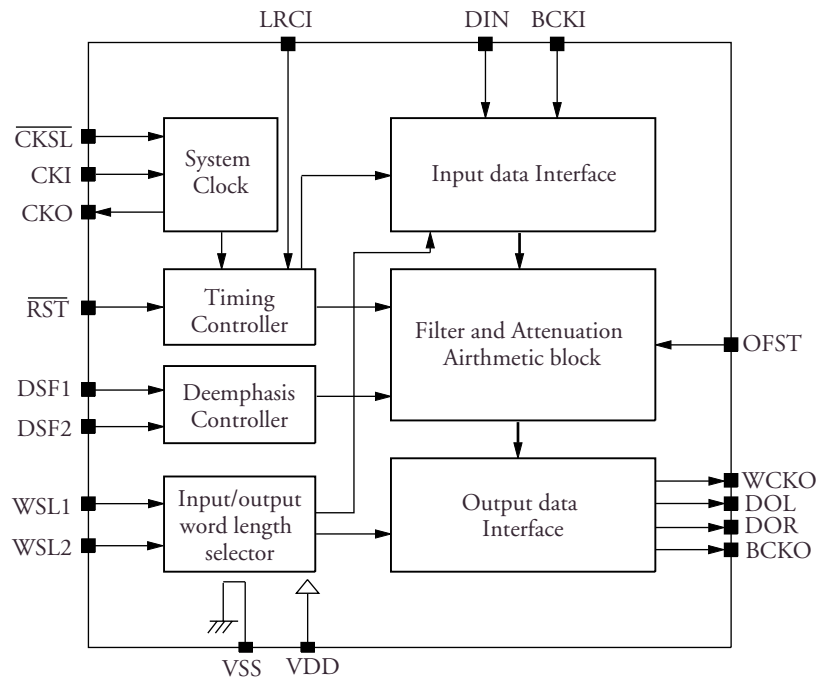 LRCI
DIN
BCKI
CKSL
CKI
CKO
System
Clock
Input data Interface
RST
Timing
Controller
Filter and Attenuation
Airthmetic block
OFST
DSF1
DSF2
Deemphasis
Controller
WSL1
WSL2
Input/output
word length
selector
Output data
Interface
WCKO
DOL
DOR
BCKO
VSS
VDD